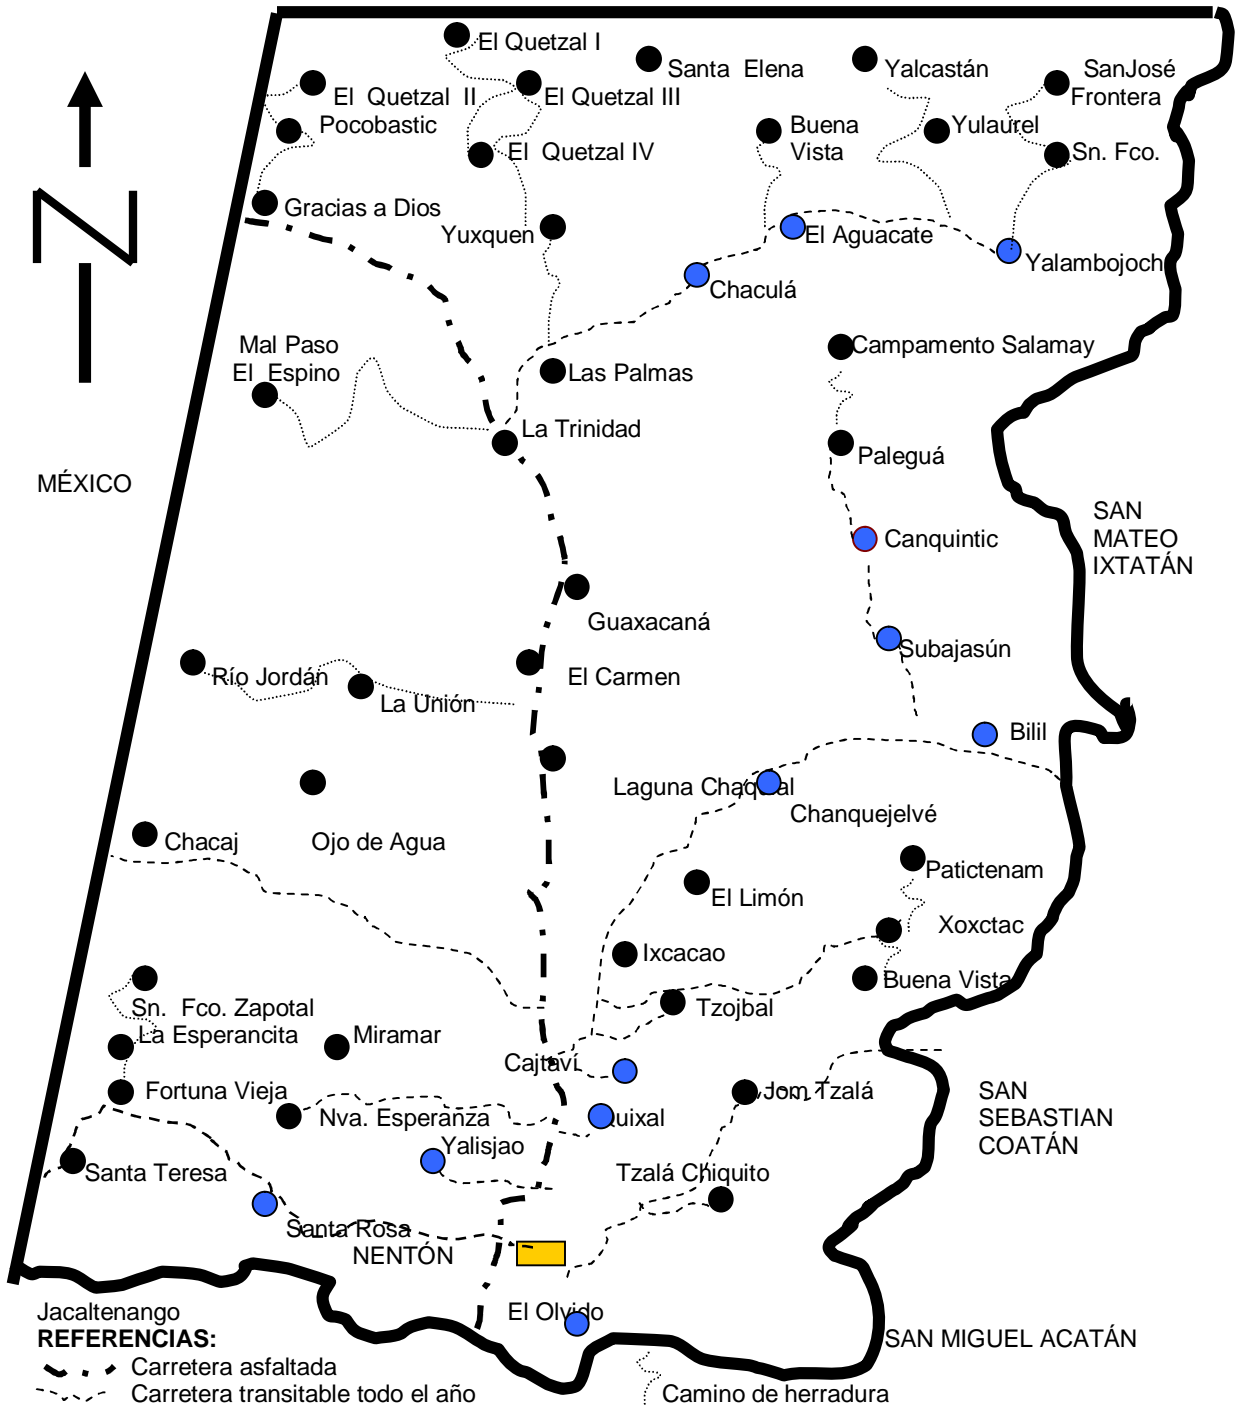 El Quetzal I
Santa Elena
Yalcastán
SanJosé
Frontera
El Quetzal II
El Quetzal III
Pocobastic
Buena
Vista
Yulaurel
El Quetzal IV
Sn. Fco.
Gracias a Dios
Yuxquen
El Aguacate
Yalambojoch
Chaculá
Mal Paso
El Espino
Campamento Salamay
Las Palmas
La Trinidad
Paleguá
MÉXICO
SAN
MATEO
IXTATÁN
Canquintic
Guaxacaná
Subajasún
Río Jordán
El Carmen
La Unión
Bilil
Laguna Chaquial
Chanquejelvé
Chacaj
Ojo de Agua
Patictenam
El Limón
Xoxctac
Ixcacao
Buena Vista
Sn. Fco. Zapotal
Tzojbal
La Esperancita
Miramar
Cajtaví
Fortuna Vieja
Jom Tzalá
SAN
SEBASTIAN
COATÁN
Nva. Esperanza
Quixal
Yalisjao
Santa Teresa
Tzalá Chiquito
Santa Rosa
NENTÓN
El Olvido
Jacaltenango
SAN MIGUEL ACATÁN
REFERENCIAS:
Carretera asfaltada
Carretera transitable todo el año
Camino de herradura